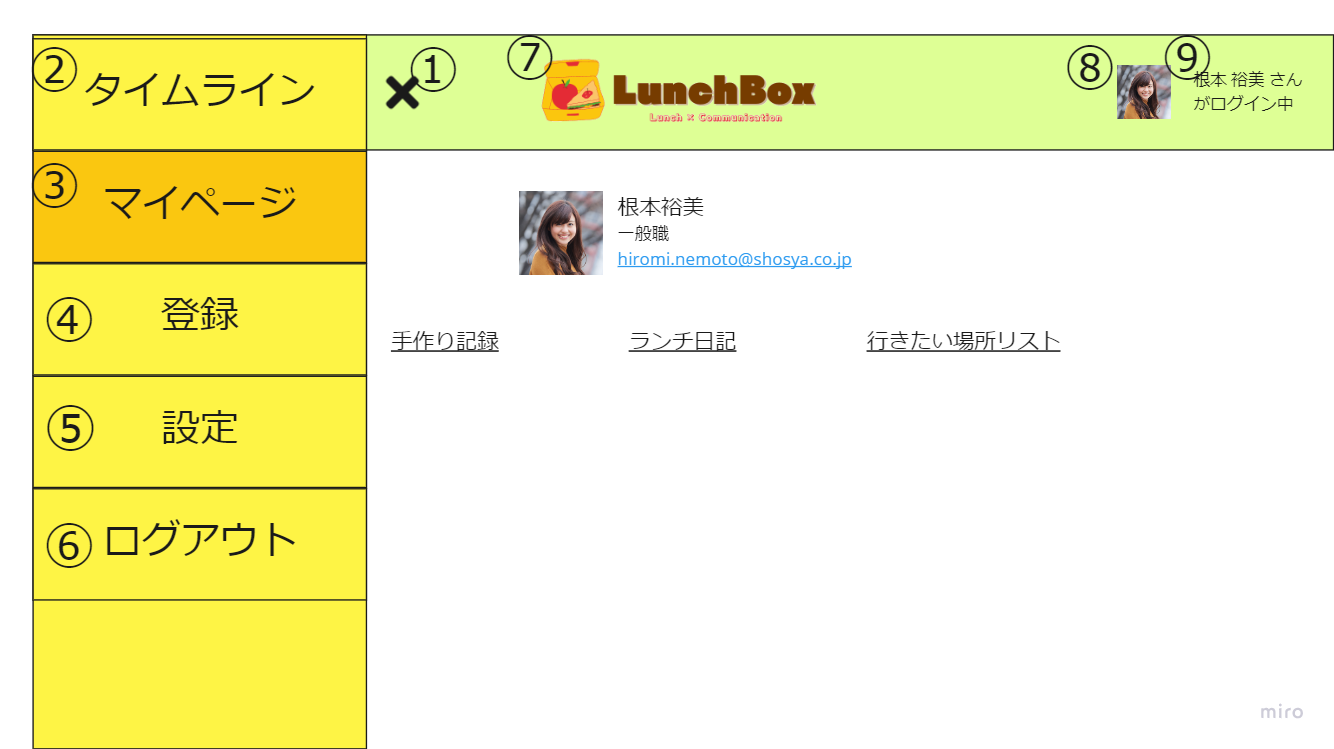 ② タイムライン
① 
⑦ LunchBox
Lunch × Communication
⑧
⑨
根本 裕美 さん
がログイン中
③ マイページ
根本裕美
一般職
hiromi.nemoto@shosya.co.jp
④ 登録
手作り記録 ランチ日記 行きたい場所リスト
⑤ 設定
⑥ ログアウト
miro